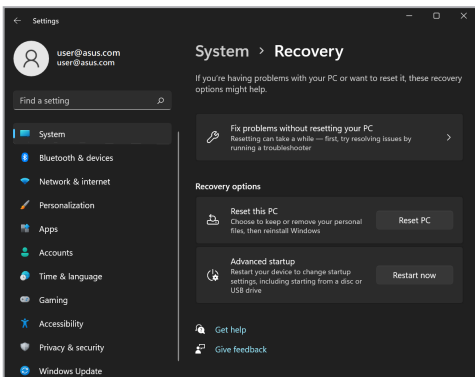 Settings
user@asus.com
user@asus.com
Find a setting
System
Bluetooth & devices
Network & internet
Personalization
Apps
Accounts
Time & language
Gaming
Accessibility
Privacy & security
Windows Update
System > Recovery
If you're having problems with your PC or want to reset it, these recovery
options might help.
Fix problems without resetting your PC
Resetting can take a while — first, try resolving issues by
running a troubleshooter
Recovery options
Reset this PC
Choose to keep or remove your personal
files, then reinstall Windows
Reset PC
Advanced startup
Restart your device to change startup
settings, including starting from a disc or
USB drive
Restart now
Get help
Give feedback